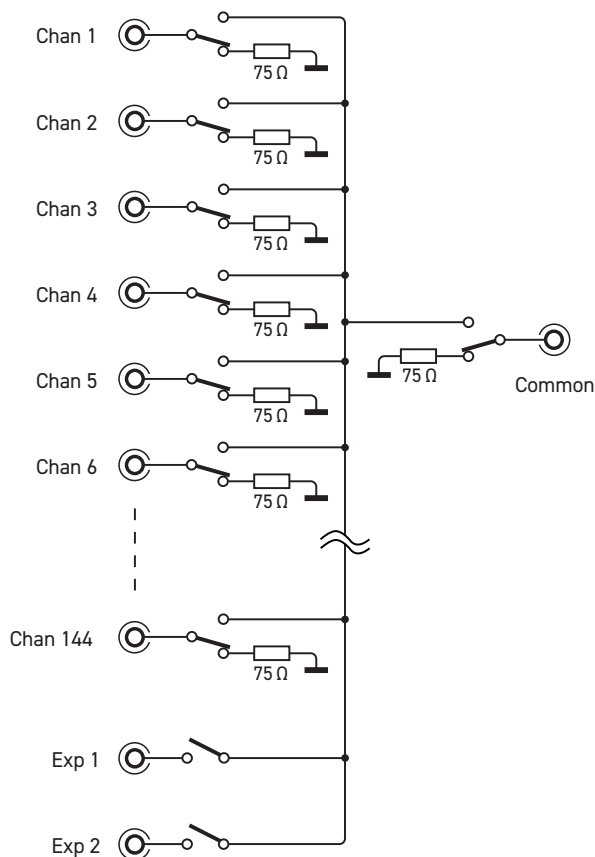 Chan 1
75 Ω
Chan 2
75 Ω
Chan 3
75 Ω
Chan 4
75 Ω
Chan 5
75 Ω
75 Ω
Common
Chan 6
75 Ω
Chan 144
75 Ω
Exp 1
Exp 2